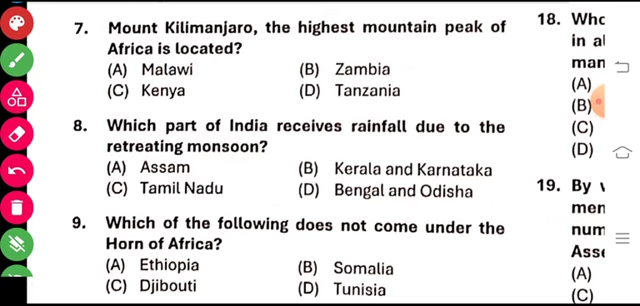 7. Mount Kilimanjaro, the highest mountain peak of
Africa is located?
(A) Malawi (B) Zambia
(C) Kenya (D) Tanzania
8. Which part of India receives rainfall due to the
retreating monsoon?
(A) Assam (B) Kerala and Karnataka
(C) Tamil Nadu (D) Bengal and Odisha
9. Which of the following does not come under the
Horn of Africa?
(A) Ethiopia (B) Somalia
(C) Djibouti (D) Tunisia
18.
in
(A)
(B)
(C)
(D)
19. By
(A)
(C)